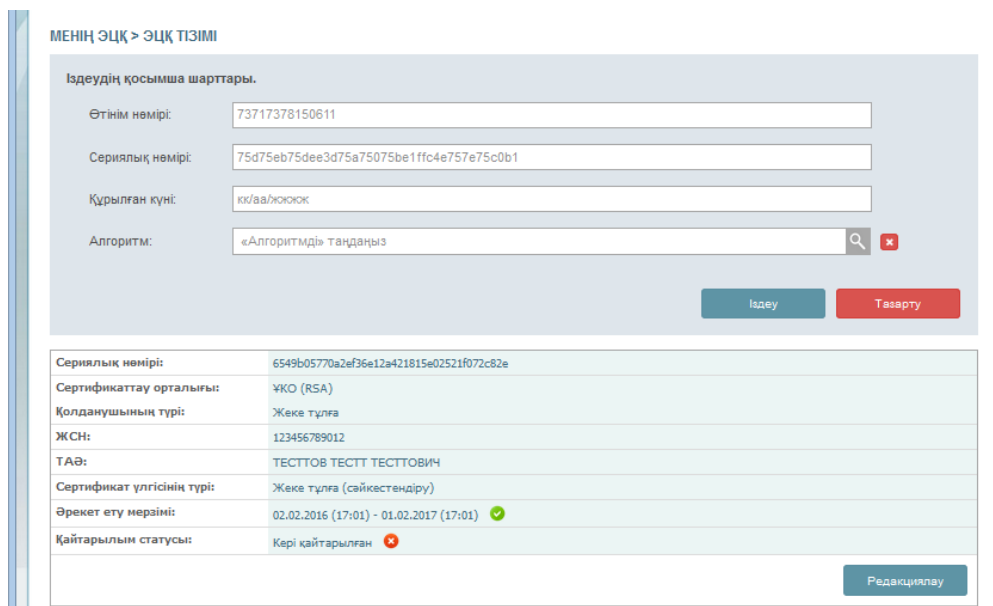 МЕНІҢ ЭЦҚ > ЭЦҚ ТІЗІМІ
Іздеудің қосымша шарттары.
Өтінім нөмірі: 73717378150611
Сериялық нөмірі: 75d75eb75dee3d75a75075be1ffc4e757e75c0b1
Құрылған күні: кк/аа/жжжж
Алгоритм: «Алгоритмді» таңдаңыз
Іздеу Тазарту
Сериялық нөмірі: 6549b05770a2ef36e12a421815e02521f072c82e
Сертификаттау орталығы: ҰКО (RSA)
Қолданушының түрі: Жеке тұлға
ЖСН: 123456789012
ТАӘ: ТЕСТТОВ ТЕСТТ ТЕСТТОВИЧ
Сертификат үлгісінің түрі: Жеке тұлға (сәйкестендіру)
Әрекет ету мерзімі: 02.02.2016 (17:01) - 01.02.2017 (17:01)
Қайтарылым статусы: Кері қайтарылған
Редакциялау